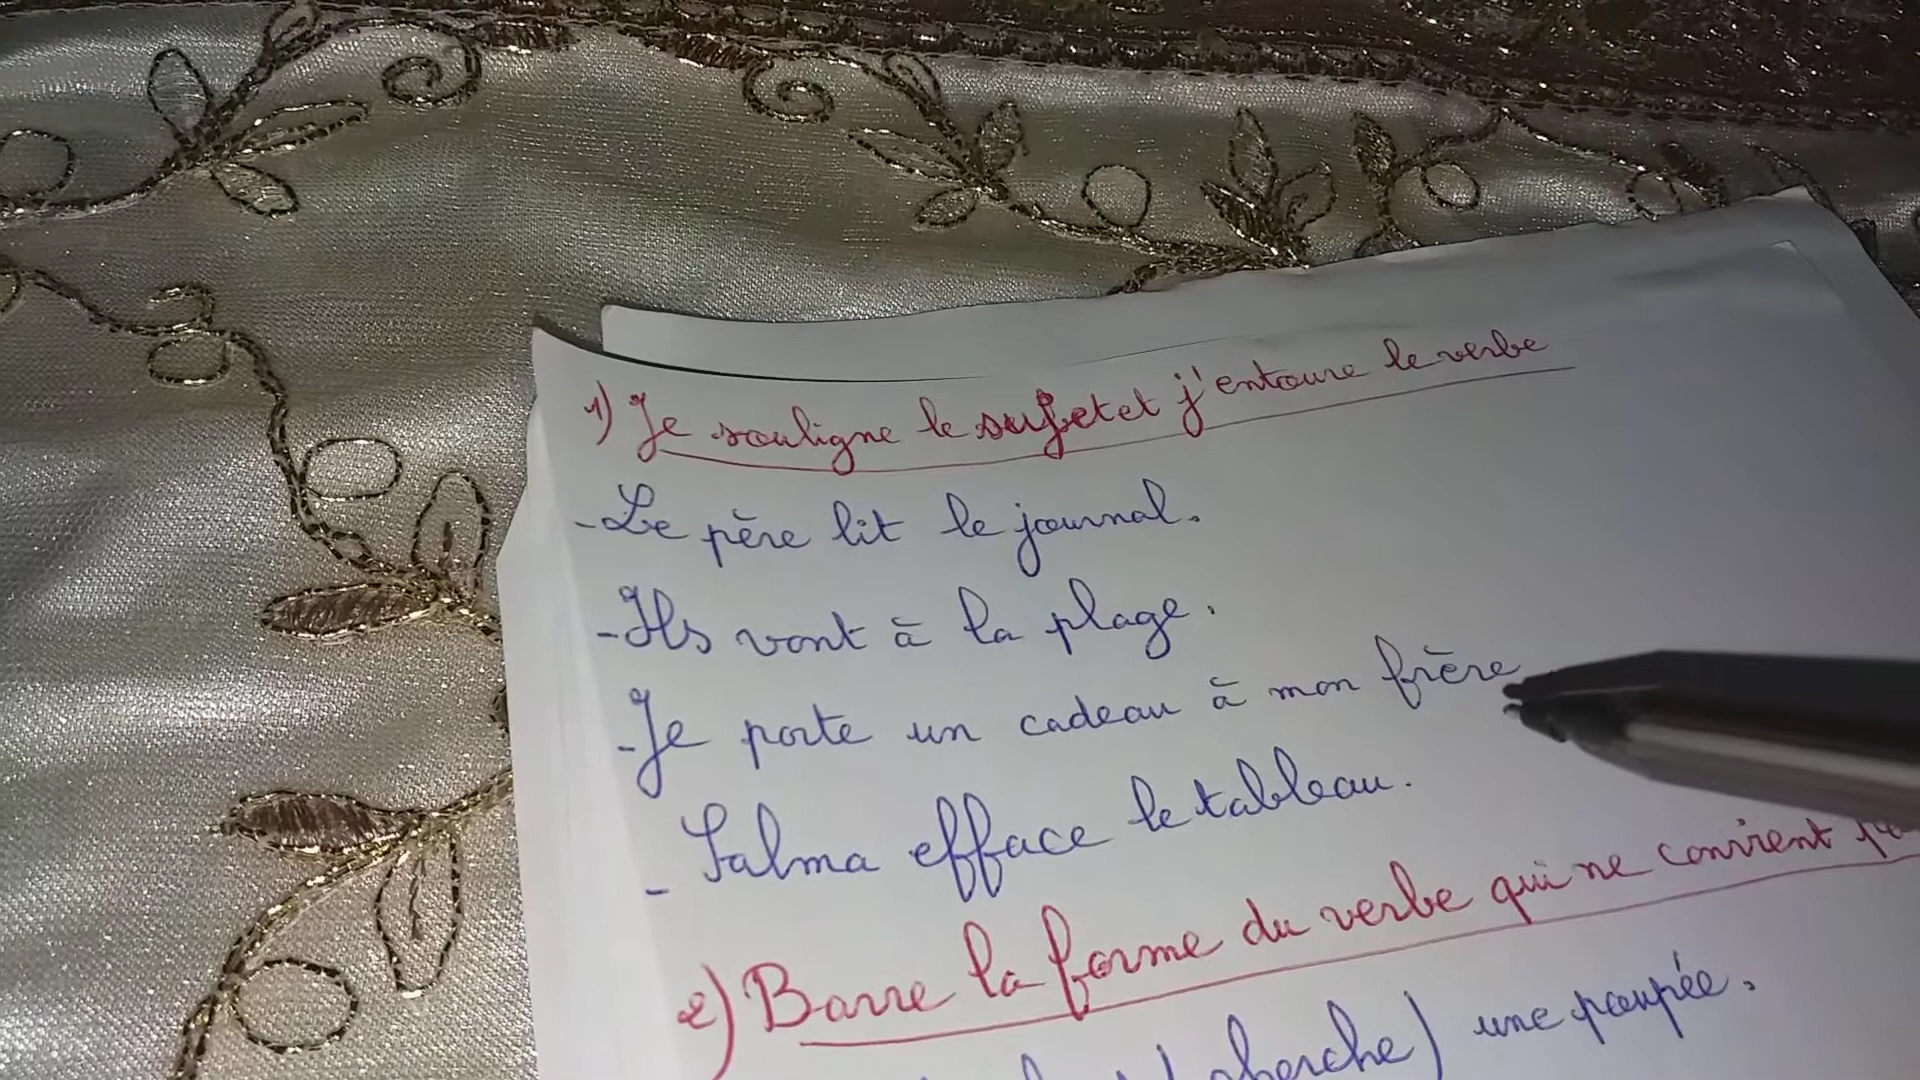 1) Je souligne le sujet et j'entoure le verbe
- Le père lit le journal.
- Ils vont à la plage.
- Je porte un cadeau à mon frère
- Salma efface le tableau.
2) Barre la forme du verbe qui ne convient
cherche) une poupée.